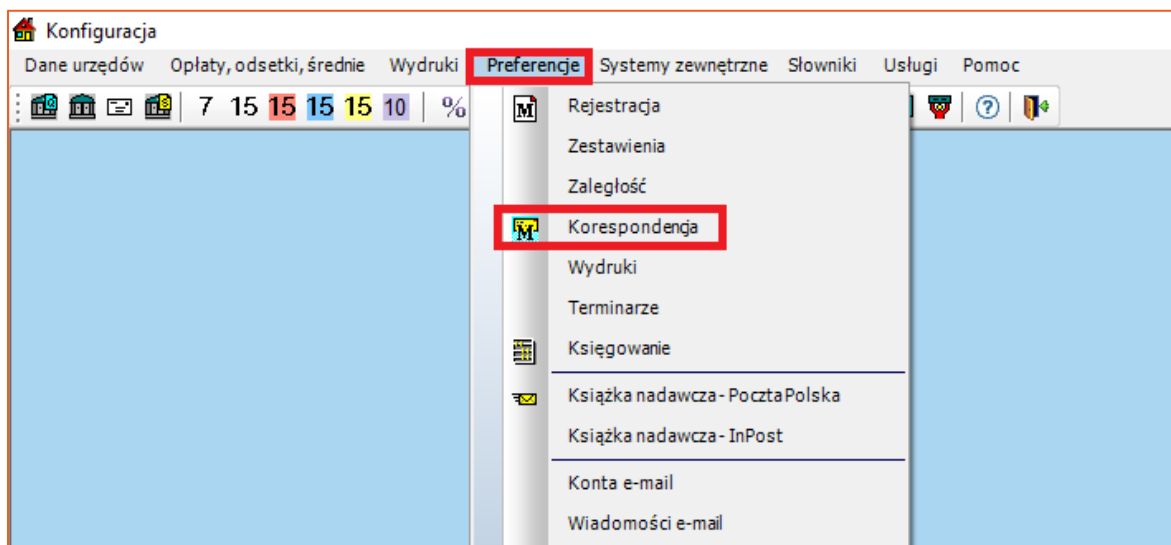 Konfiguracja
Dane urzędów Opłaty, odsetki, średnie Wydruki Preferencje Systemy zewnętrzne Słowniki Usługi Pomoc
7 15 15 15 15 10 %
Rejestracja
Zestawienia
Zaległość
Korespondencja
Wydruki
Terminarze
Księgowanie
Książka nadawcza - Poczta Polska
Książka nadawcza - InPost
Konta e-mail
Wiadomości e-mail